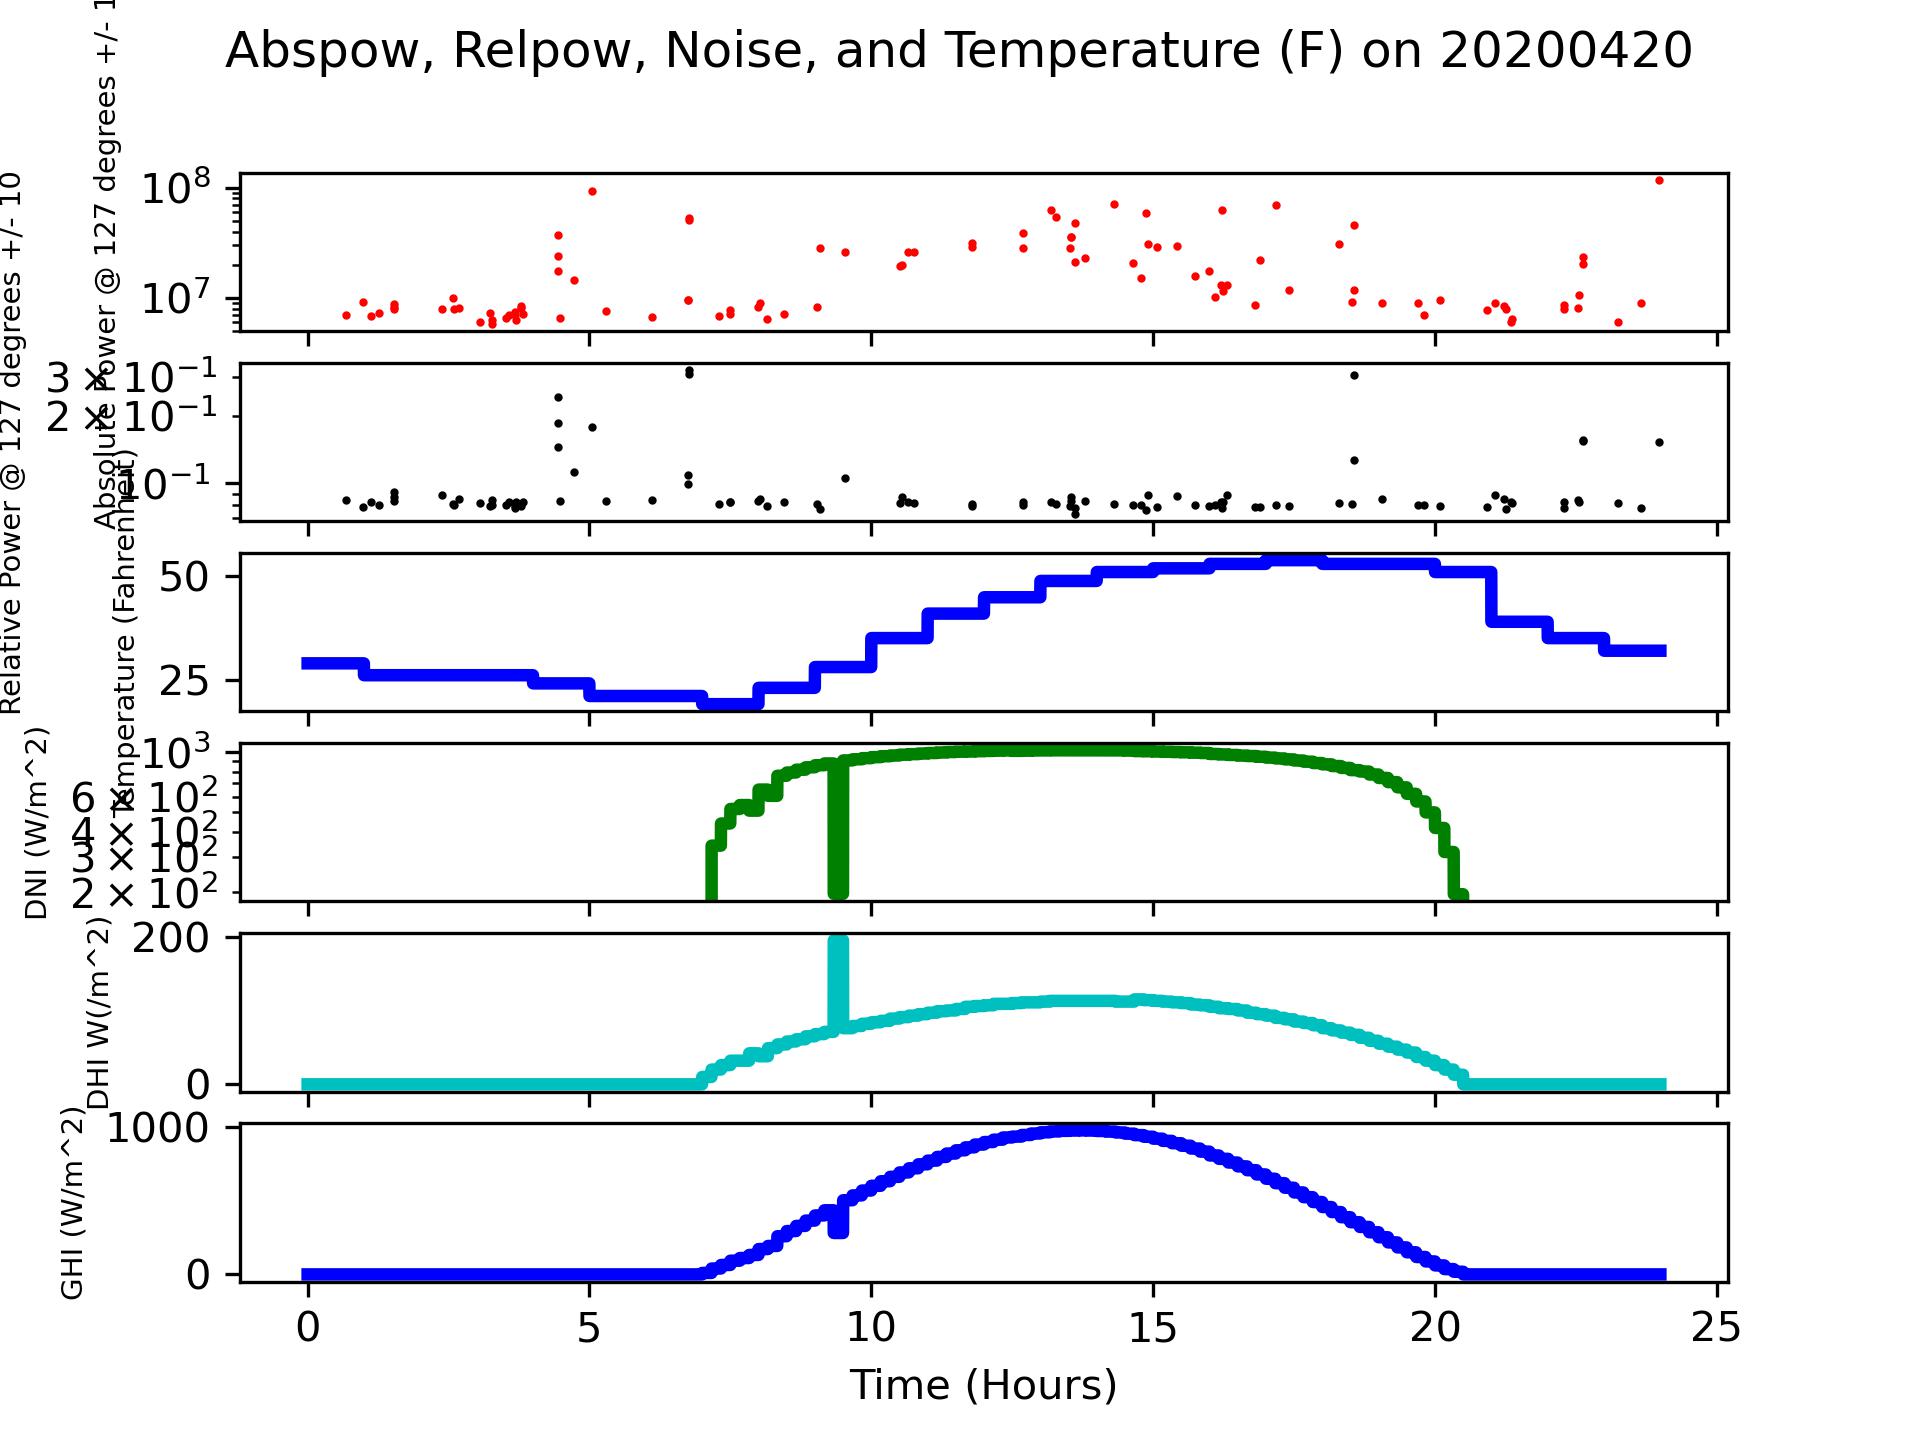 Abspow, Relpow, Noise, and Temperature (F) on 20200420
Absolute Power @ 127 degrees +/- 1
10^8
10^7
Relative Power @ 127 degrees +/- 10
3 × 10^−1
2 × 10^−1
10^−1
Temperature (Fahrenheit)
50
25
DNI (W/m^2)
10^3
6 × 10^2
4 × 10^2
3 × 10^2
2 × 10^2
DHI W(/m^2)
200
0
GHI (W/m^2)
1000
0
0 5 10 15 20 25
Time (Hours)